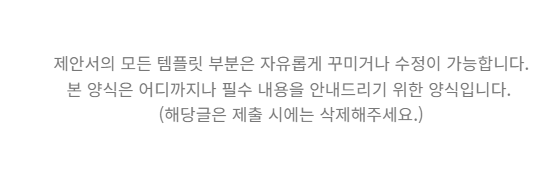 제안서의 모든 템플릿 부분은 자유롭게 꾸미거나 수정이 가능합니다.
본 양식은 어디까지나 필수 내용을 안내드리기 위한 양식입니다.
(해당글은 제출 시에는 삭제해주세요.)